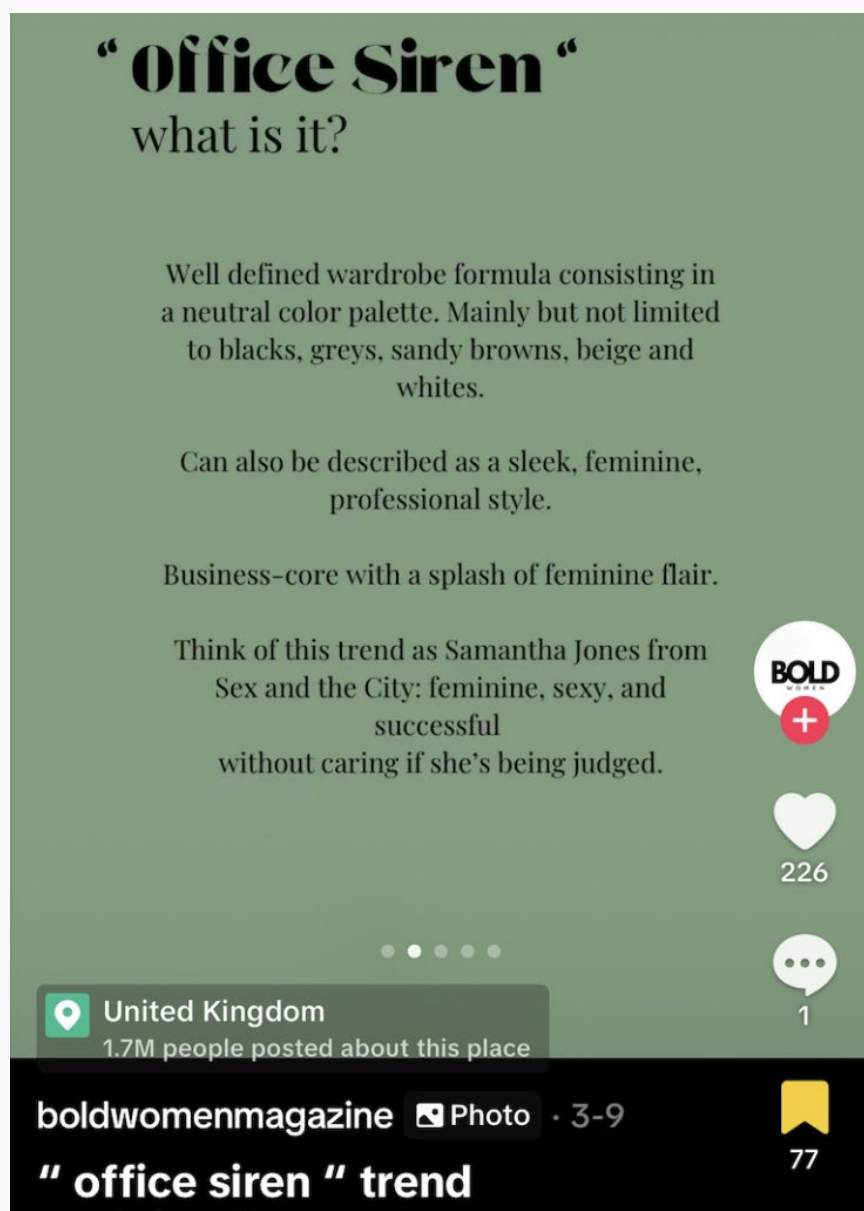 “ Office Siren “
what is it?
Well defined wardrobe formula consisting in
a neutral color palette. Mainly but not limited
to blacks, greys, sandy browns, beige and
whites.
Can also be described as a sleek, feminine,
professional style.
Business-core with a splash of feminine flair.
Think of this trend as Samantha Jones from
Sex and the City: feminine, sexy, and
successful
without caring if she’s being judged.
BOLD
WOMEN
226
1
United Kingdom
1.7M people posted about this place
boldwomenmagazine Photo · 3-9
77
“ office siren “ trend